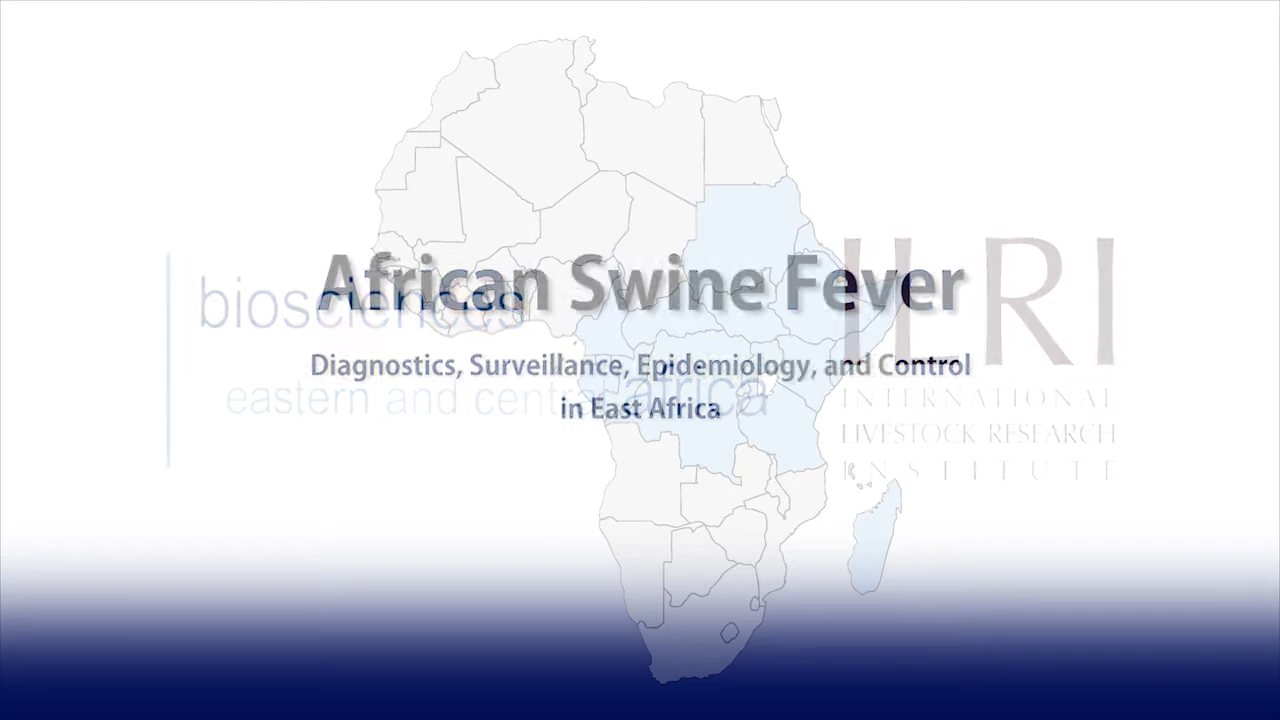 African Swine Fever
Diagnostics, Surveillance, Epidemiology, and Control
in East Africa
biosciences
eastern and central africa
ILRI
INTERNATIONAL
LIVESTOCK RESEARCH
INSTITUTE